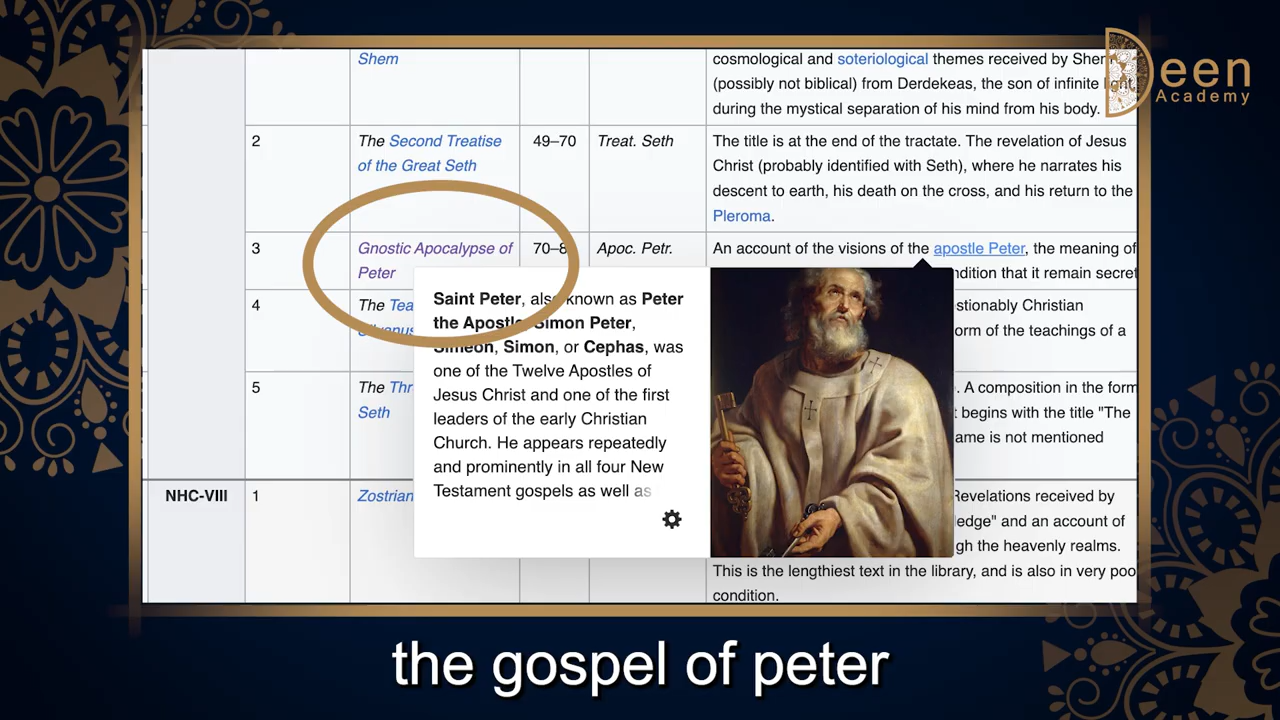 Deen
Academy
Shem
cosmological and soteriological themes received by Shem
(possibly not biblical) from Derdekeas, the son of infinite light,
during the mystical separation of his mind from his body.
2
The Second Treatise
of the Great Seth
49–70
Treat. Seth
The title is at the end of the tractate. The revelation of Jesus
Christ (probably identified with Seth), where he narrates his
descent to earth, his death on the cross, and his return to the
Pleroma.
3
Gnostic Apocalypse of
Peter
70–8
Apoc. Petr.
An account of the visions of the apostle Peter, the meaning of
ndition that it remain secret
4
The Tea
stionably Christian
orm of the teachings of a
5
The Thr
Seth
. A composition in the form
t begins with the title "The
ame is not mentioned
Saint Peter, also known as Peter
the Apostle, Simon Peter,
Simeon, Simon, or Cephas, was
one of the Twelve Apostles of
Jesus Christ and one of the first
leaders of the early Christian
Church. He appears repeatedly
and prominently in all four New
Testament gospels as well as
NHC-VIII
1
Zostrian
Revelations received by
ledge" and an account of
gh the heavenly realms.
This is the lengthiest text in the library, and is also in very poo
condition.
the gospel of peter